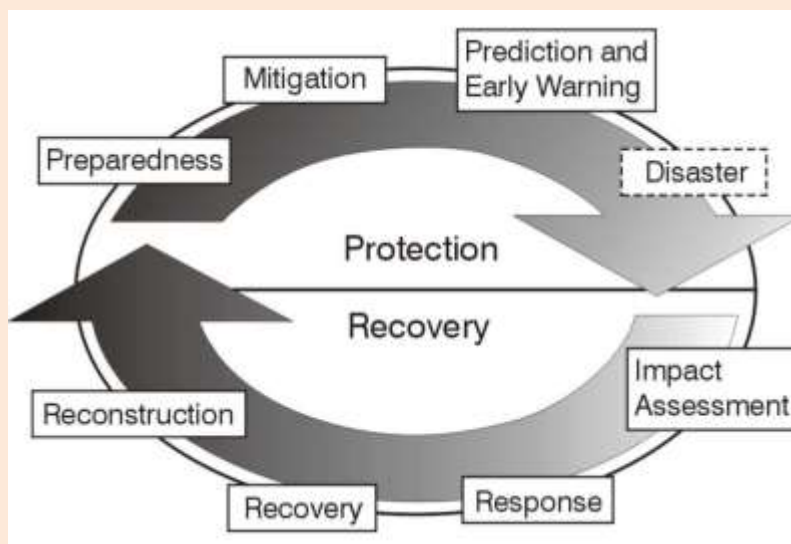 Prediction and
Early Warning
Mitigation
Preparedness
Disaster
Protection
Recovery
Impact
Assessment
Reconstruction
Recovery
Response